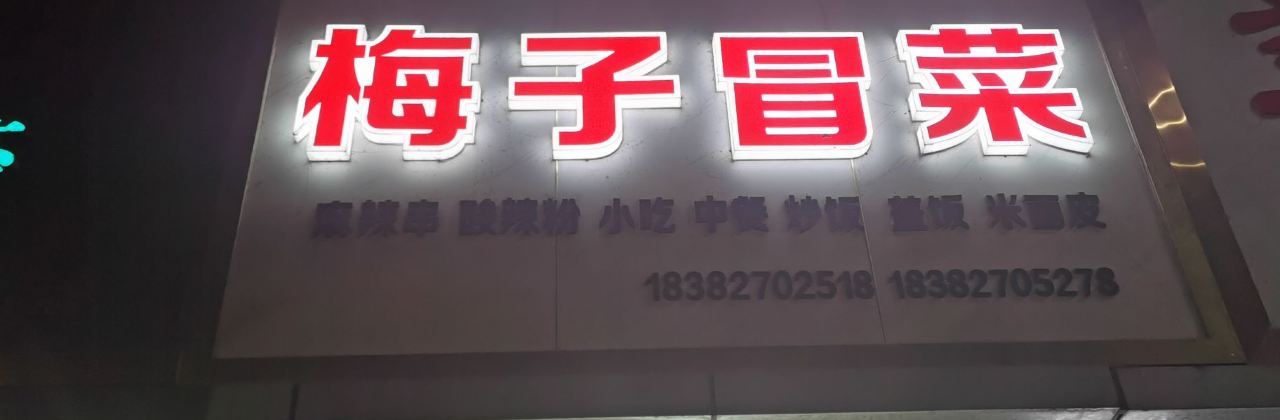 梅子冒菜
麻辣串 酸辣粉 小吃 中餐 炒饭 盖饭 米面皮
18382702518 18382705278